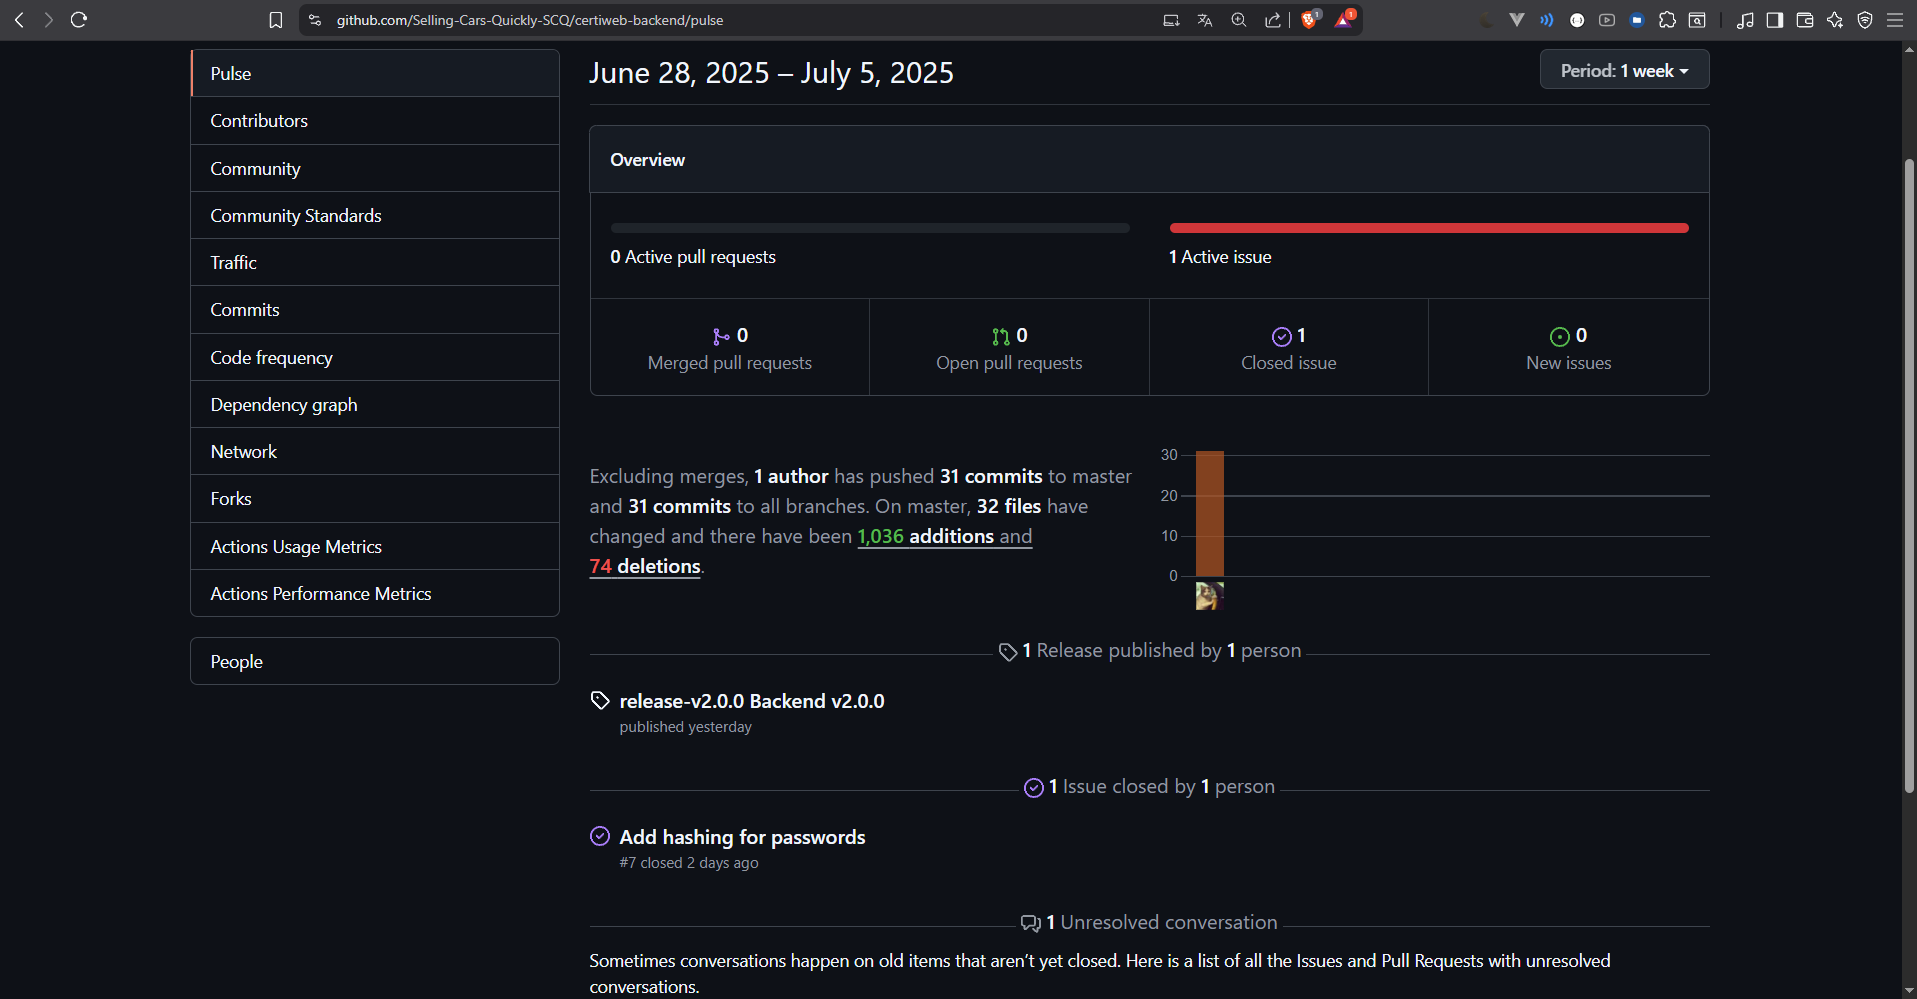 github.com/Selling-Cars-Quickly-SCQ/certiweb-backend/pulse
1
1
Pulse
Contributors
Community
Community Standards
Traffic
Commits
Code frequency
Dependency graph
Network
Forks
Actions Usage Metrics
Actions Performance Metrics
People
June 28, 2025 – July 5, 2025
Period: 1 week
Overview
0 Active pull requests
1 Active issue
0
Merged pull requests
0
Open pull requests
1
Closed issue
0
New issues
Excluding merges, 1 author has pushed 31 commits to master
and 31 commits to all branches. On master, 32 files have
changed and there have been 1,036 additions and
74 deletions.
30
20
10
0
1 Release published by 1 person
release-v2.0.0 Backend v2.0.0
published yesterday
1 Issue closed by 1 person
Add hashing for passwords
#7 closed 2 days ago
1 Unresolved conversation
Sometimes conversations happen on old items that aren’t yet closed. Here is a list of all the Issues and Pull Requests with unresolved
conversations.